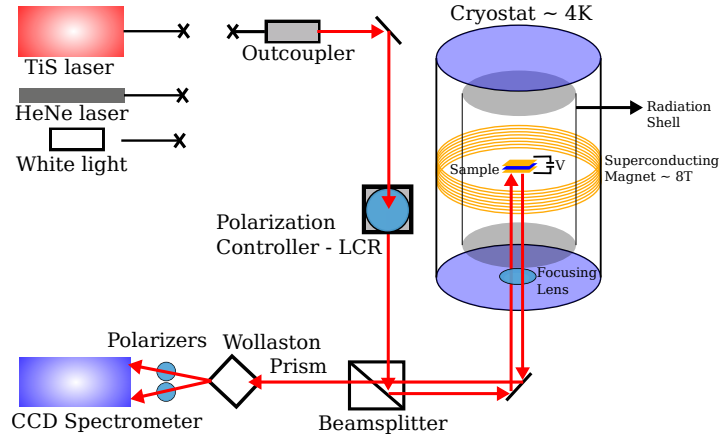 Cryostat ~ 4K
TiS laser
Outcoupler
HeNe laser
White light
Radiation
Shell
Sample
V
Superconducting
Magnet ~ 8T
Polarization
Controller - LCR
Focusing
Lens
Polarizers
Wollaston
Prism
CCD Spectrometer
Beamsplitter